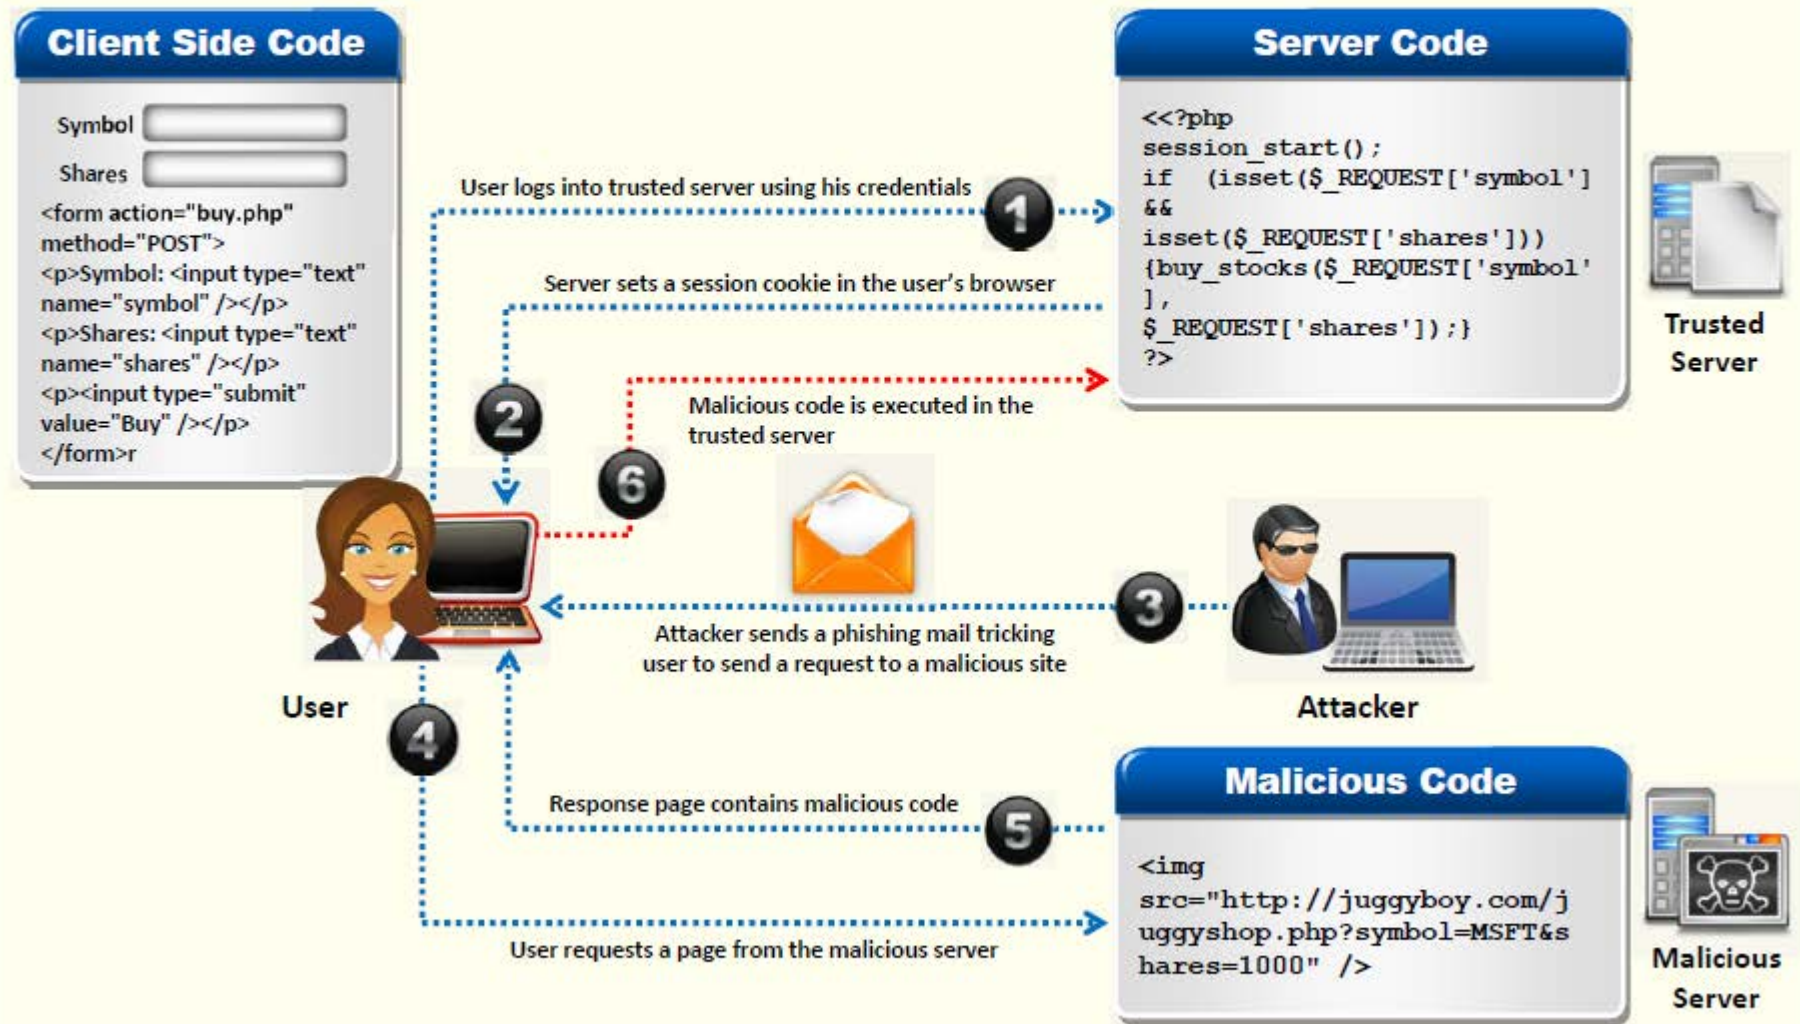 Client Side Code
Symbol
Shares
<form action="buy.php"
method="POST">
<p>Symbol: <input type="text"
name="symbol" /></p>
<p>Shares: <input type="text"
name="shares" /></p>
<p><input type="submit"
value="Buy" /></p>
</form>r
User
User logs into trusted server using his credentials
1
Server sets a session cookie in the user's browser
2
6
Malicious code is executed in the
trusted server
3
Attacker sends a phishing mail tricking
user to send a request to a malicious site
4
Response page contains malicious code
5
User requests a page from the malicious server
Server Code
<<?php
session_start();
if (isset($_REQUEST['symbol']
&&
isset($_REQUEST['shares']))
{buy_stocks($_REQUEST['symbol'
],
$_REQUEST['shares']);}
?>
Trusted
Server
Attacker
Malicious Code
<img
src="http://juggyboy.com/j
uggyshop.php?symbol=MSFT&s
hares=1000" />
Malicious
Server